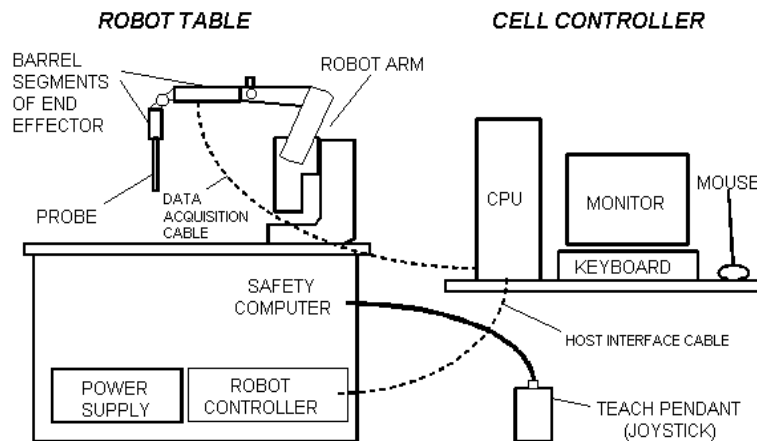 ROBOT TABLE
CELL CONTROLLER
BARREL
SEGMENTS
OF END
EFFECTOR
ROBOT ARM
PROBE
DATA
ACQUISITION
CABLE
CPU
MONITOR
MOUSE
KEYBOARD
SAFETY
COMPUTER
HOST INTERFACE CABLE
POWER
SUPPLY
ROBOT
CONTROLLER
TEACH PENDANT
(JOYSTICK)